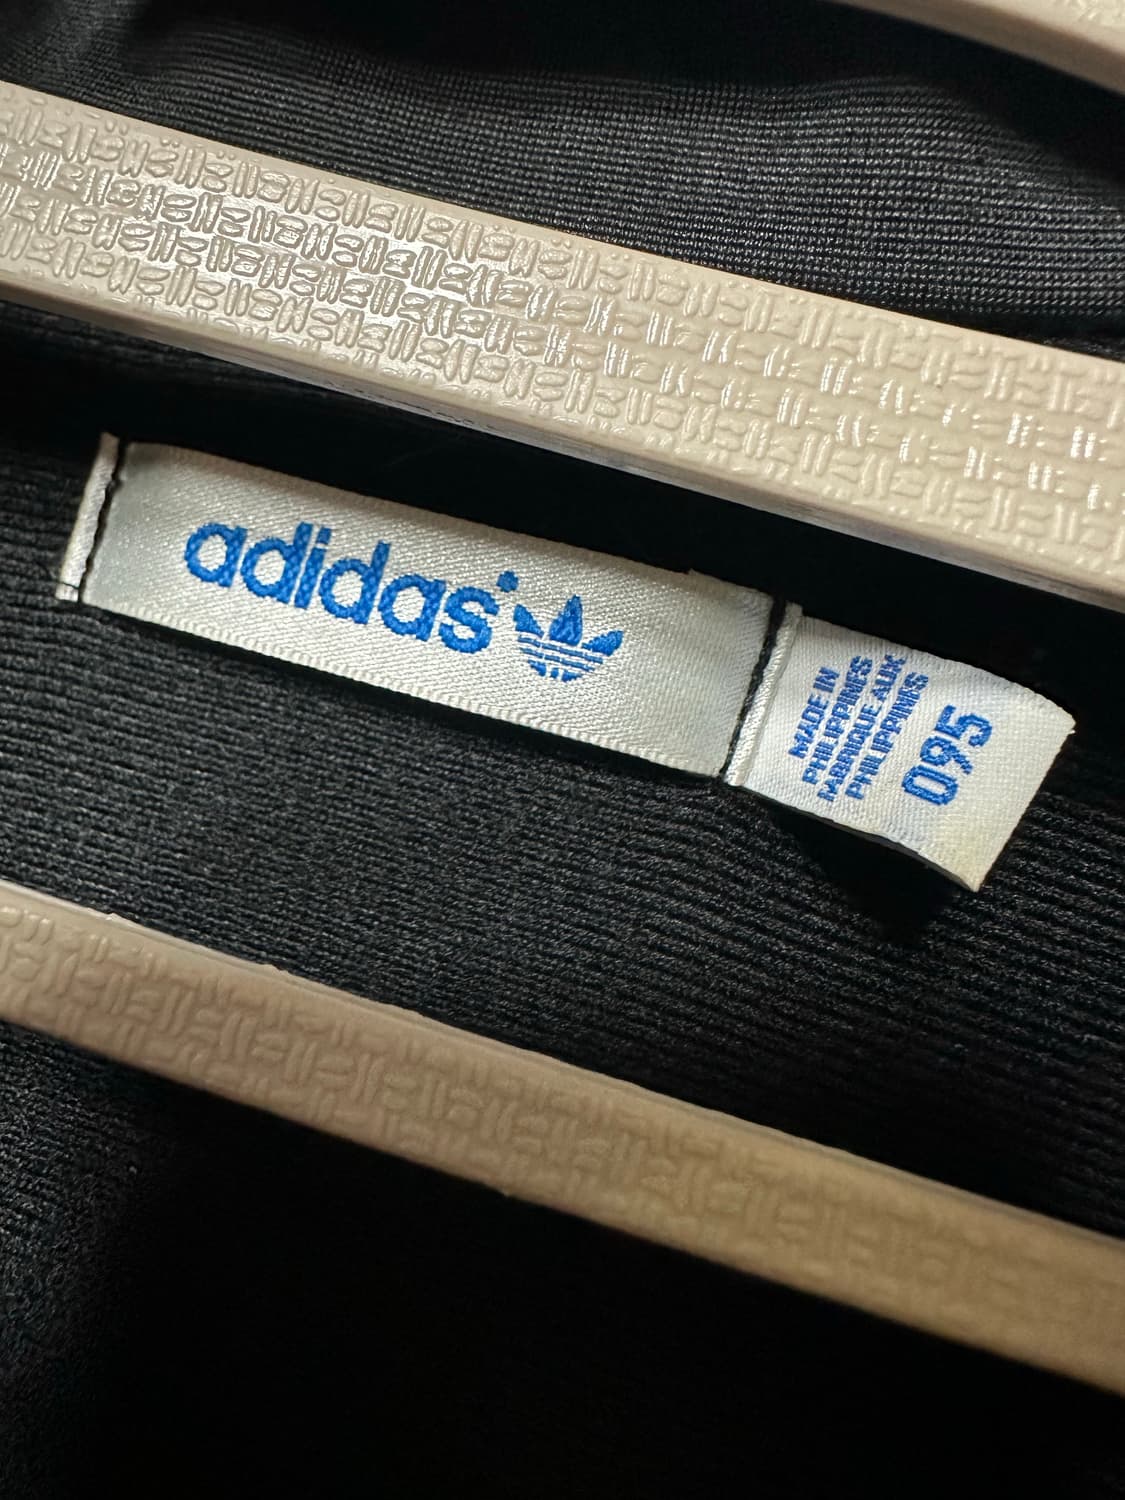 adidas
MADE IN
PHILIPPINES
FABRIQUE AUX
PHILIPPINES
095